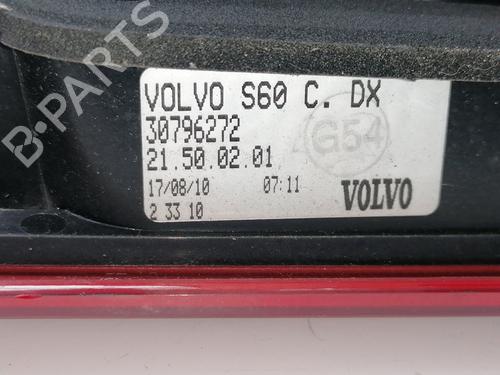 VOLVO S60 C. DX
30796272
G54
21.50.02.01
17/08/10 07:11 VOLVO
2 33 10
B-PARTS